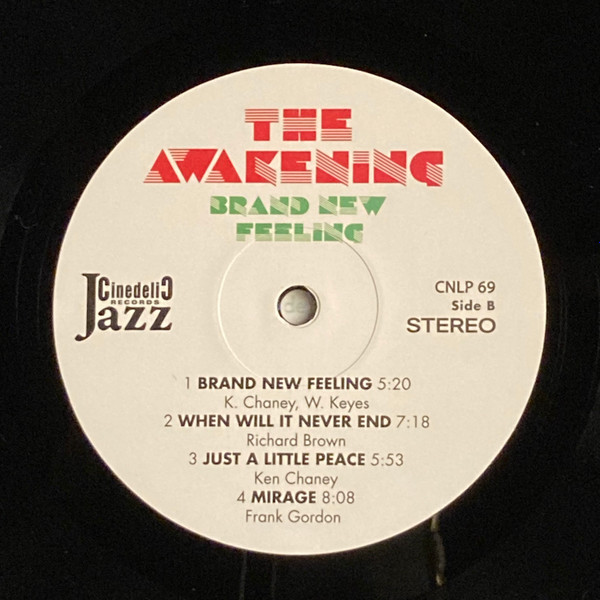 THE
AWAKENING
BRAND NEW
FEELING
CinedeliC
RECORDS
Jazz
CNLP 69
Side B
STEREO
1 BRAND NEW FEELING 5:20
K. Chaney, W. Keyes
2 WHEN WILL IT NEVER END 7:18
Richard Brown
3 JUST A LITTLE PEACE 5:53
Ken Chaney
4 MIRAGE 8:08
Frank Gordon